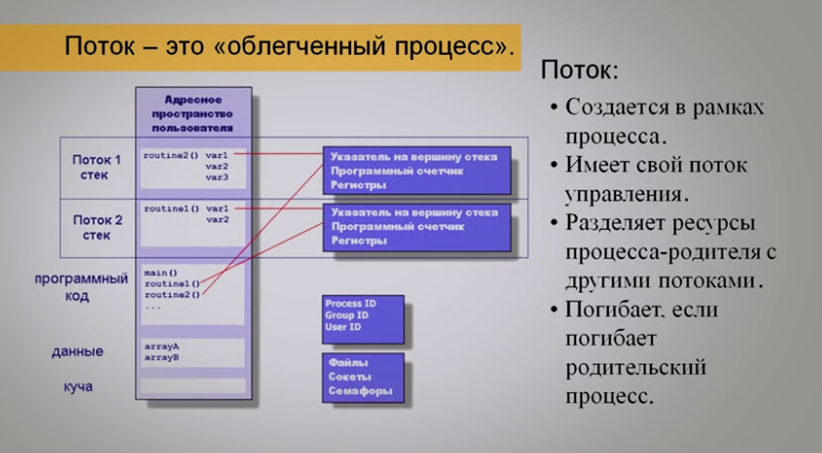 Поток – это «облегченный процесс».
Адресное
пространство
пользователя
Поток 1
стек
routine2() var1
var2
var3
Указатель на вершину стека
Программный счетчик
Регистры
Поток 2
стек
routine1() var1
var2
Указатель на вершину стека
Программный счетчик
Регистры
программный
код
main()
routine1()
routine2()
...
Process ID
Group ID
User ID
данные
arrayA
arrayB
Файлы
Сокеты
Семафоры
куча
Поток:
• Создается в рамках
процесса.
• Имеет свой поток
управления.
• Разделяет ресурсы
процесса-родителя с
другими потоками.
• Погибает, если
погибает
родительский
процесс.